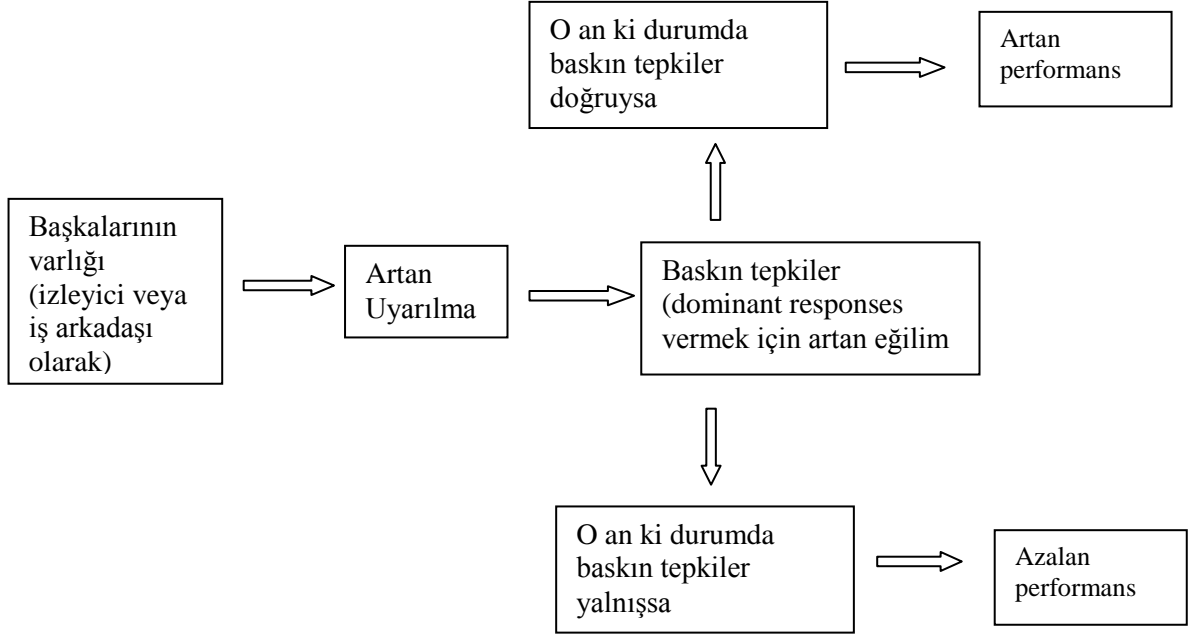 O an ki durumda
baskın tepkiler
doğruysa
Artan
performans
Başkalarının
varlığı
(izleyici veya
iş arkadaşı
olarak)
Artan
Uyarılma
Baskın tepkiler
(dominant responses
vermek için artan eğilim
O an ki durumda
baskın tepkiler
yalnışsa
Azalan
performans